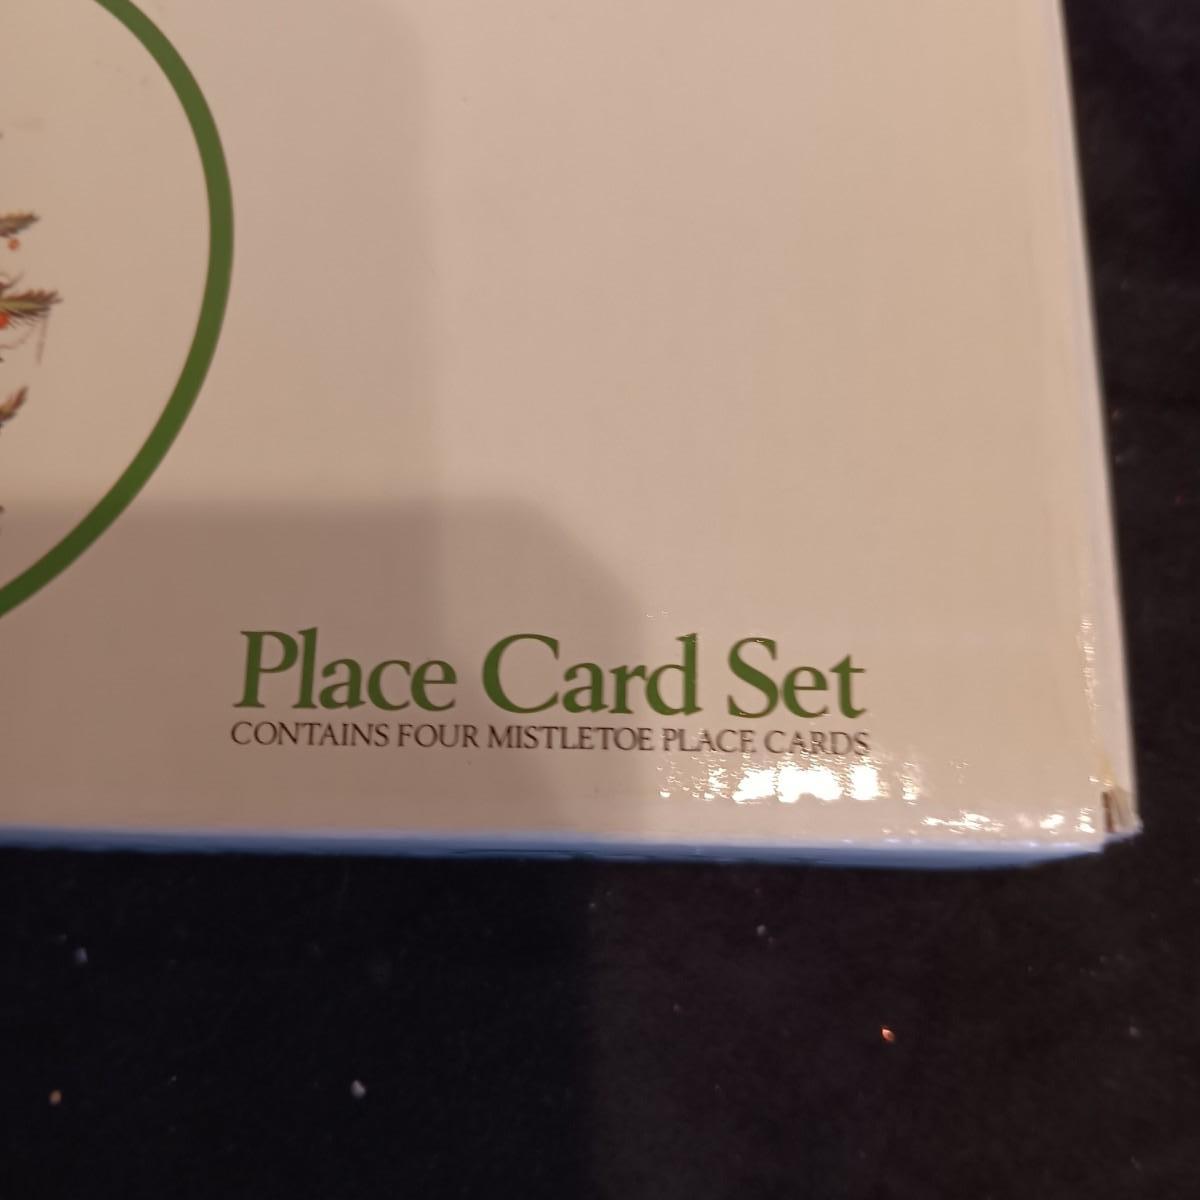 Place Card Set
CONTAINS FOUR MISTLETOE PLACE CARDS